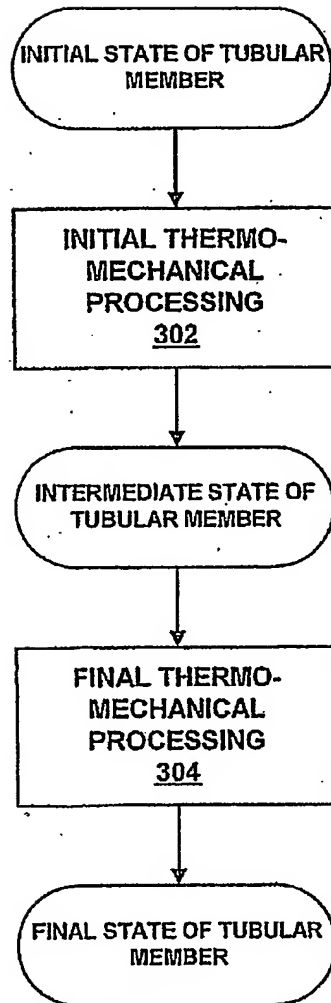 INITIAL STATE OF TUBULAR
MEMBER
INITIAL THERMO-
MECHANICAL
PROCESSING
302
INTERMEDIATE STATE OF
TUBULAR MEMBER
FINAL THERMO-
MECHANICAL
PROCESSING
304
FINAL STATE OF TUBULAR
MEMBER